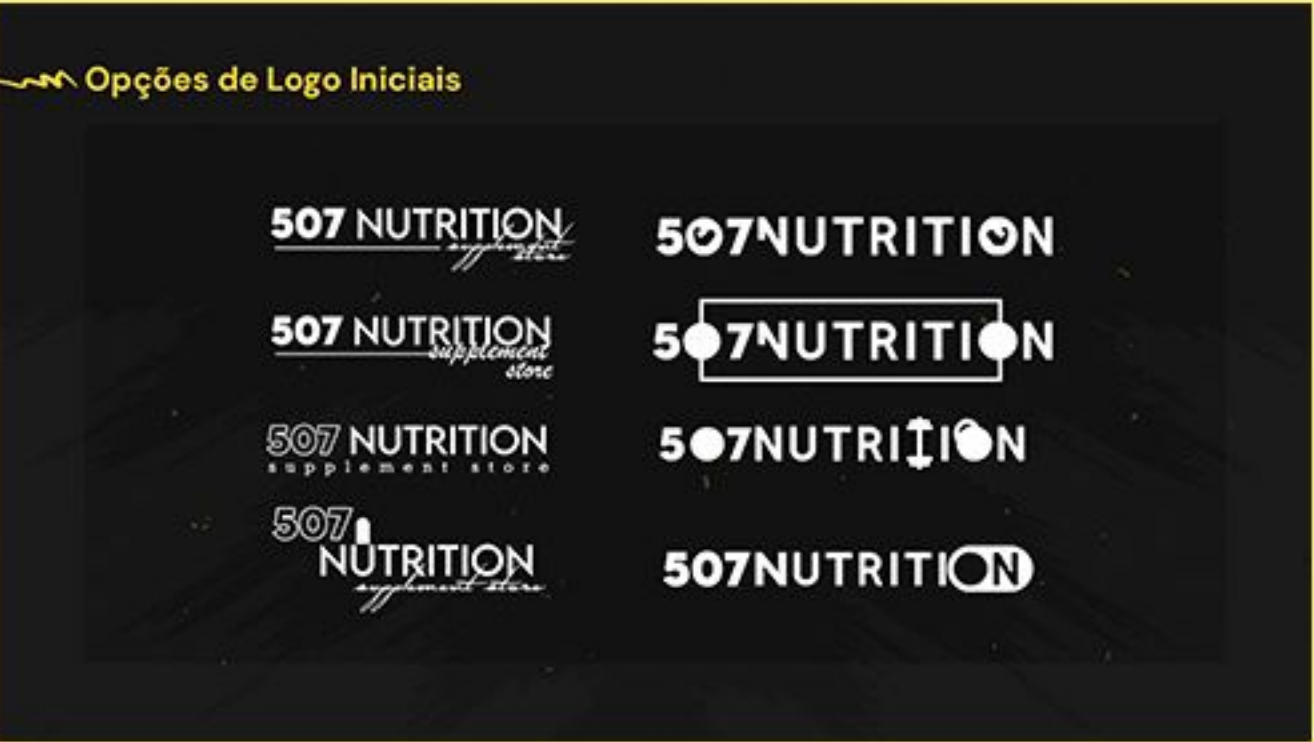 Opções de Logo Iniciais
507 NUTRITION
supplement
store
507 NUTRITION
supplement
store
507 NUTRITION
supplement store
507
NUTRITION
supplement store
507NUTRITION
507NUTRITION
507NUTRITION
507NUTRITION